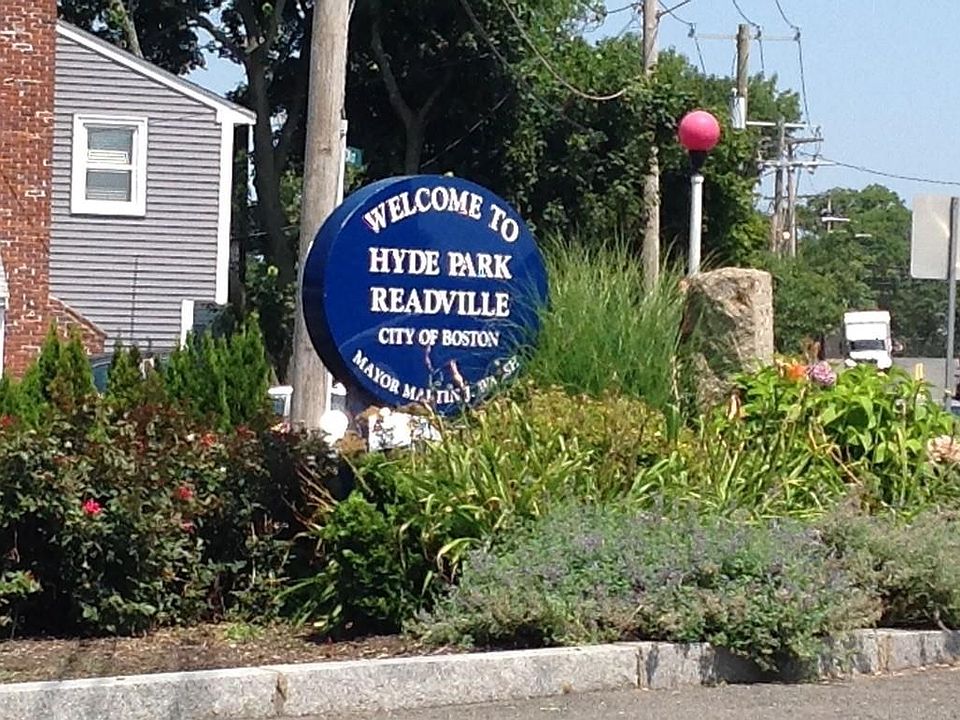 WELCOME TO
HYDE PARK
READVILLE
CITY OF BOSTON
MAYOR MARTIN J. WALSH